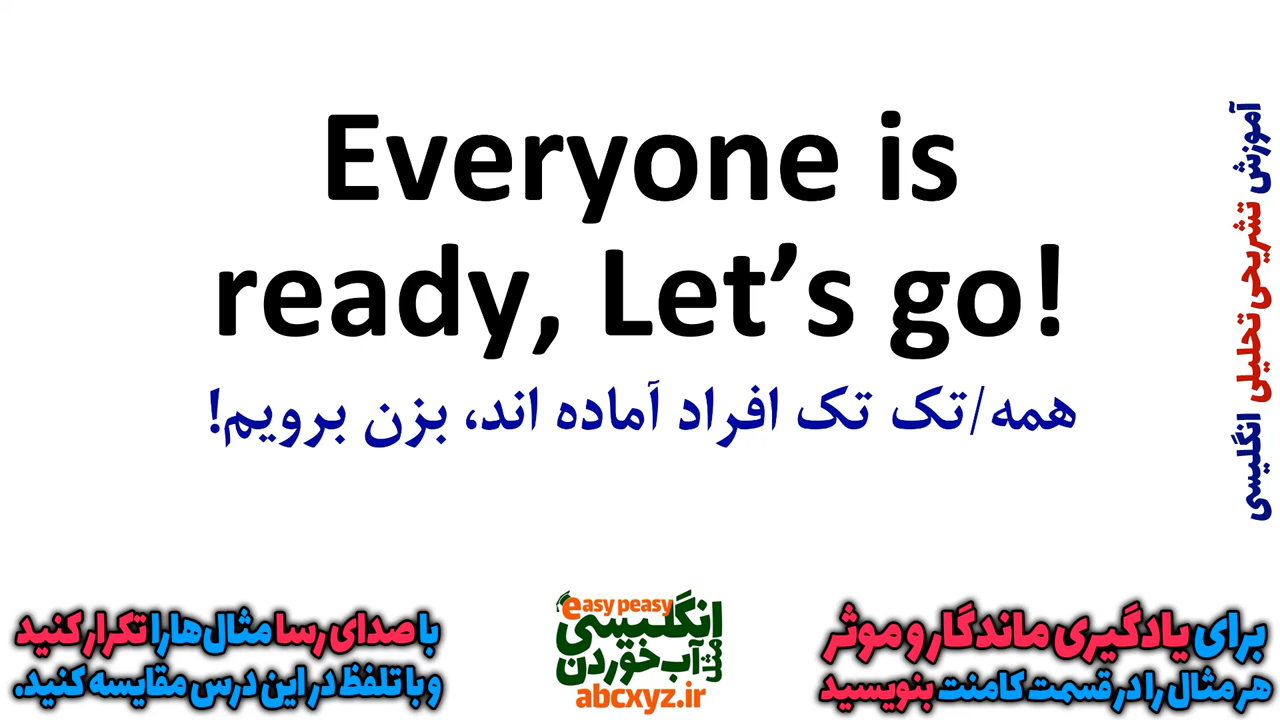 Everyone is
ready, Let’s go!
همه/تک تک افراد آماده اند، بزن برویم!
آموزش تشریحی تحلیلی انگلیسی
برای یادگیری ماندگار و موثر
هر مثال را در قسمت کامنت بنویسید
easy peasy
انگلیسی
مثل آب خوردن
abcxyz.ir
با صدای رسا مثال‌ها را تکرار کنید
و با تلفظ در این درس مقایسه کنید.